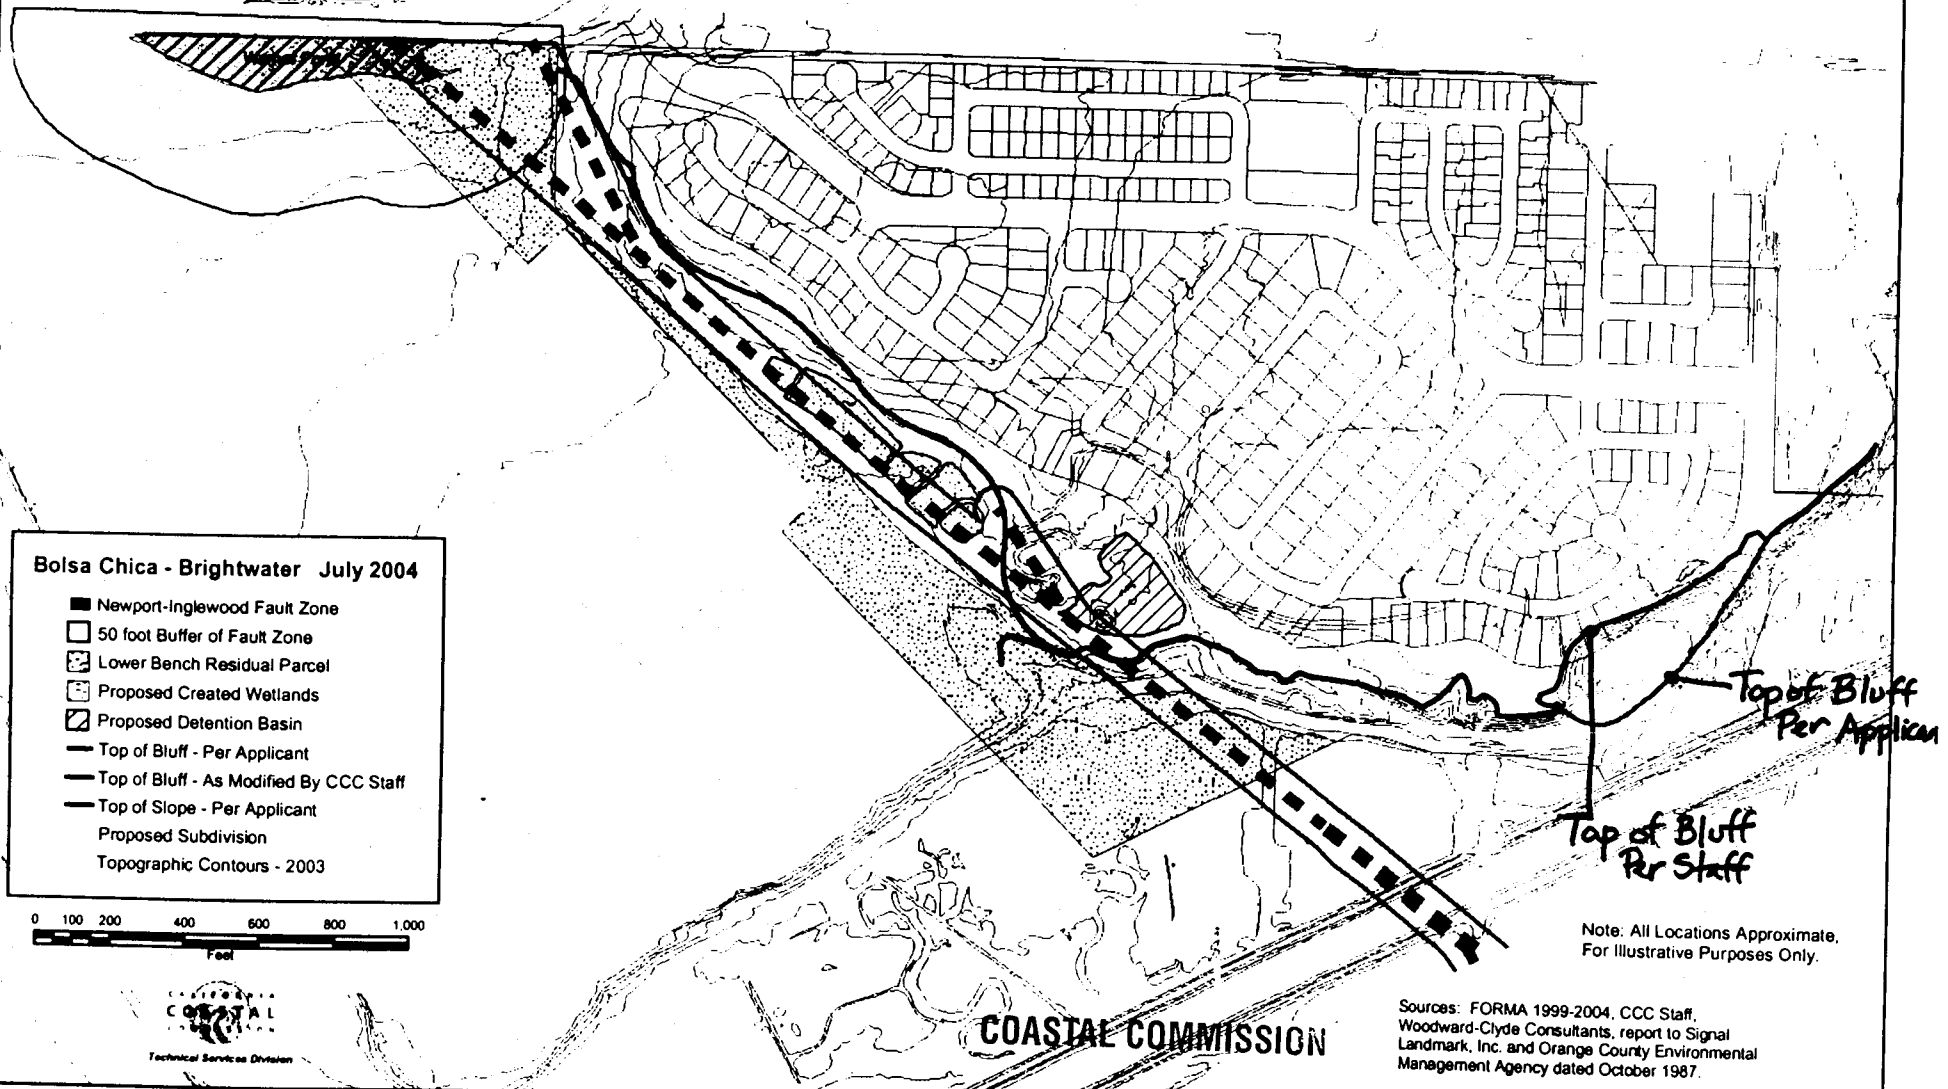 Bolsa Chica - Brightwater July 2004
Newport-Inglewood Fault Zone
50 foot Buffer of Fault Zone
Lower Bench Residual Parcel
Proposed Created Wetlands
Proposed Detention Basin
Top of Bluff - Per Applicant
Top of Bluff - As Modified By CCC Staff
Top of Slope - Per Applicant
Proposed Subdivision
Topographic Contours - 2003
0 100 200 400 600 800 1,000
Feet
CALIFORNIA
COASTAL
COMMISSION
Technical Services Division
Top of Bluff
Per Applican
Top of Bluff
Per Staff
Note: All Locations Approximate,
For Illustrative Purposes Only.
COASTAL COMMISSION
Sources: FORMA 1999-2004, CCC Staff,
Woodward-Clyde Consultants, report to Signal
Landmark, Inc. and Orange County Environmental
Management Agency dated October 1987.